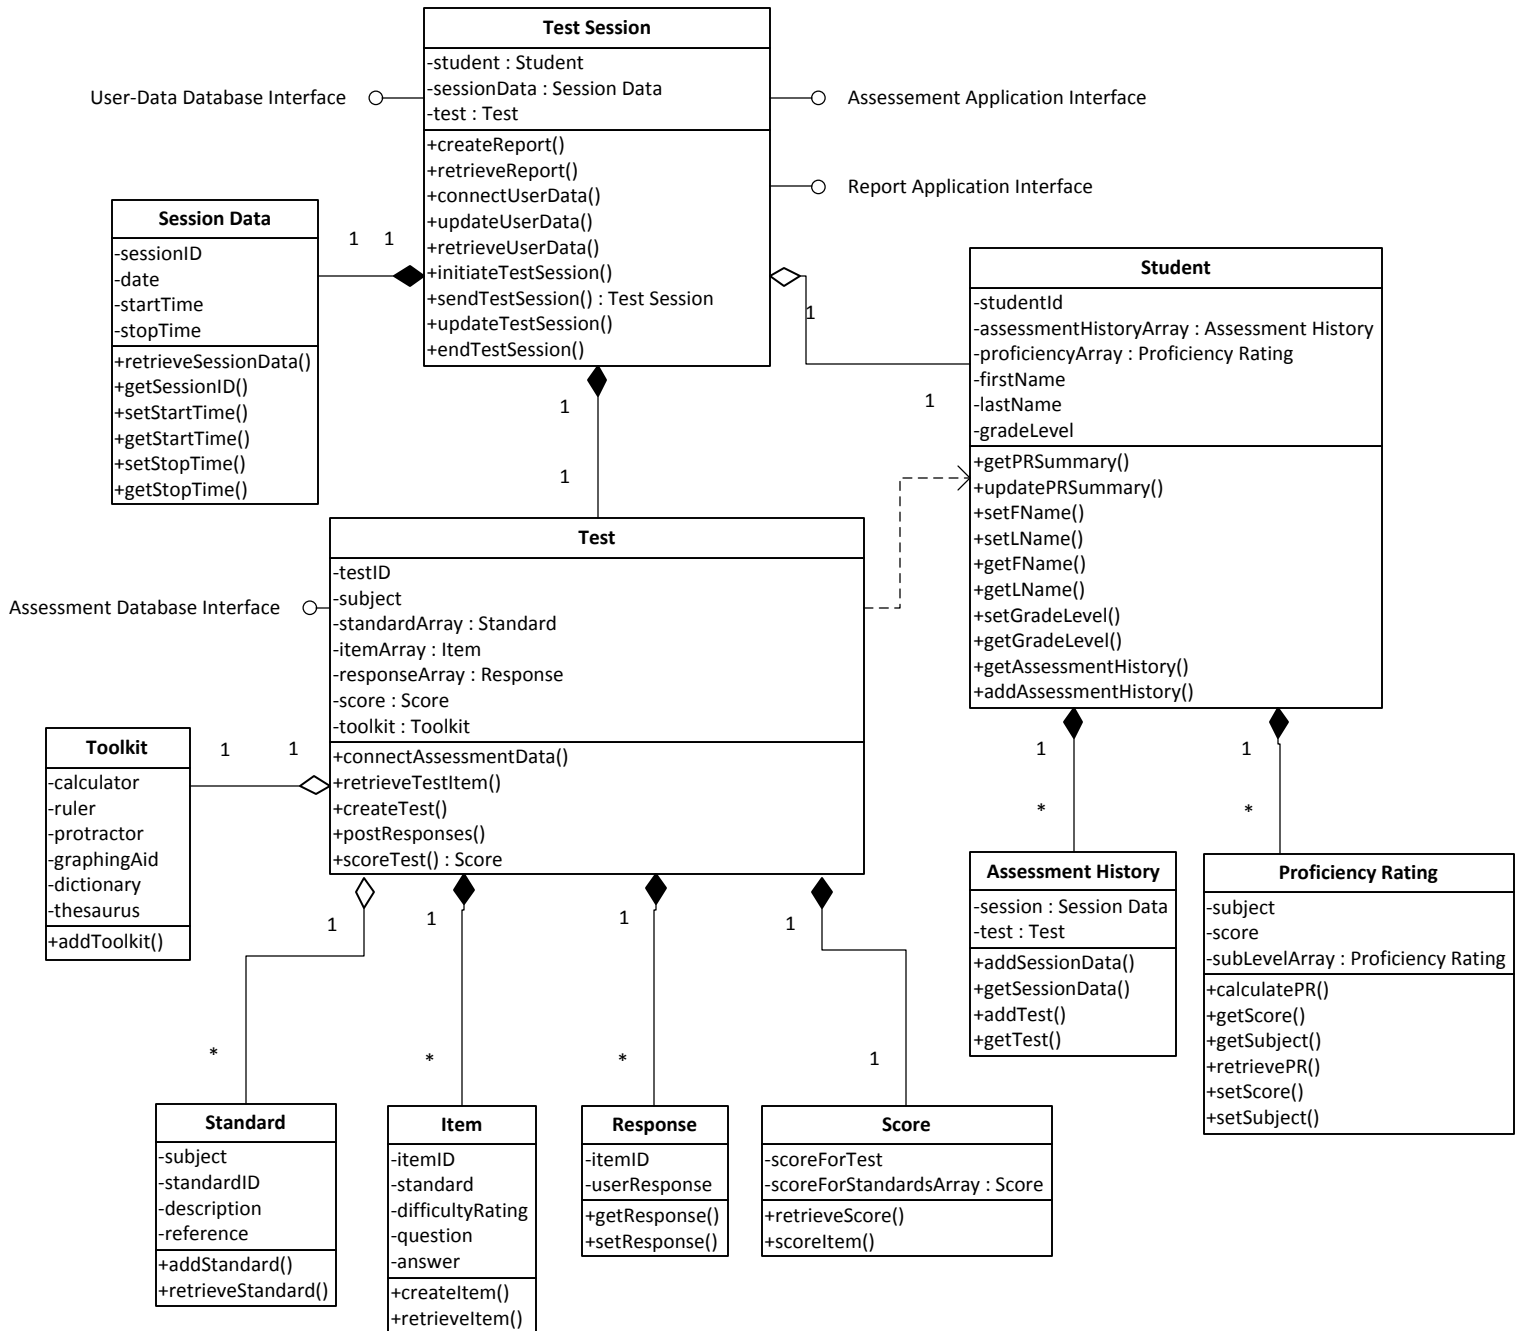 Test Session
-student : Student
-sessionData : Session Data
-test : Test
+createReport()
+retrieveReport()
+connectUserData()
+updateUserData()
+retrieveUserData()
+initiateTestSession()
+sendTestSession() : Test Session
+updateTestSession()
+endTestSession()
User-Data Database Interface
Assessement Application Interface
Report Application Interface
Session Data
-sessionID
-date
-startTime
-stopTime
+retrieveSessionData()
+getSessionID()
+setStartTime()
+getStartTime()
+setStopTime()
+getStopTime()
1
1
Student
-studentId
-assessmentHistoryArray : Assessment History
-proficiencyArray : Proficiency Rating
-firstName
-lastName
-gradeLevel
+getPRSummary()
+updatePRSummary()
+setFName()
+setLName()
+getFName()
+getLName()
+setGradeLevel()
+getGradeLevel()
+getAssessmentHistory()
+addAssessmentHistory()
1
1
1
1
Test
-testID
-subject
-standardArray : Standard
-itemArray : Item
-responseArray : Response
-score : Score
-toolkit : Toolkit
+connectAssessmentData()
+retrieveTestItem()
+createTest()
+postResponses()
+scoreTest() : Score
Assessment Database Interface
Toolkit
-calculator
-ruler
-protractor
-graphingAid
-dictionary
-thesaurus
+addToolkit()
1
1
1
1
*
*
Assessment History
-session : Session Data
-test : Test
+addSessionData()
+getSessionData()
+addTest()
+getTest()
Proficiency Rating
-subject
-score
-subLevelArray : Proficiency Rating
+calculatePR()
+getScore()
+getSubject()
+retrievePR()
+setScore()
+setSubject()
1
1
1
1
*
*
*
1
Standard
-subject
-standardID
-description
-reference
+addStandard()
+retrieveStandard()
Item
-itemID
-standard
-difficultyRating
-question
-answer
+createItem()
+retrieveItem()
Response
-itemID
-userResponse
+getResponse()
+setResponse()
Score
-scoreForTest
-scoreForStandardsArray : Score
+retrieveScore()
+scoreItem()